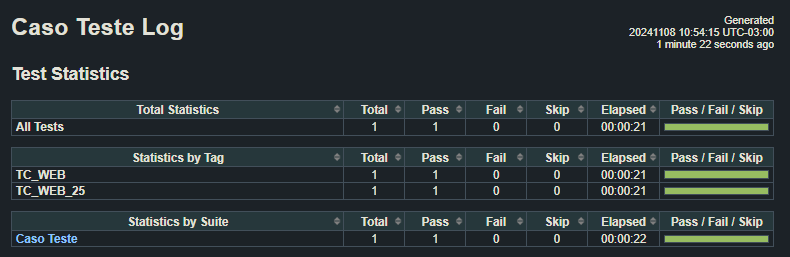 Caso Teste Log
Generated
20241108 10:54:15 UTC-03:00
1 minute 22 seconds ago
Test Statistics
Total Statistics Total Pass Fail Skip Elapsed Pass / Fail / Skip
All Tests 1 1 0 0 00:00:21
Statistics by Tag Total Pass Fail Skip Elapsed Pass / Fail / Skip
TC_WEB 1 1 0 0 00:00:21
TC_WEB_25 1 1 0 0 00:00:21
Statistics by Suite Total Pass Fail Skip Elapsed Pass / Fail / Skip
Caso Teste 1 1 0 0 00:00:22